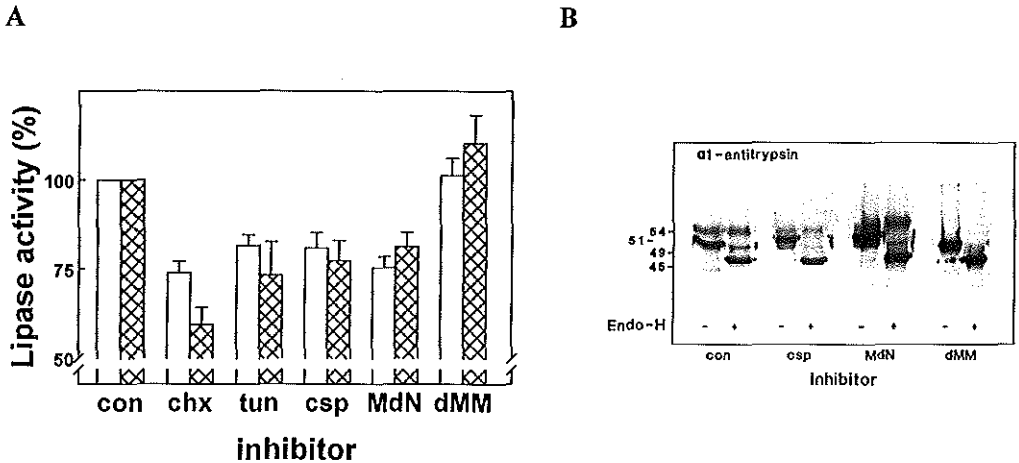 A
B
Lipase activity (%)
100
75
50
con chx tun csp MdN dMM
inhibitor
α1-antitrypsin
54
51-
49
45
Endo-H - + - + - + - +
con csp MdN dMM
Inhibitor